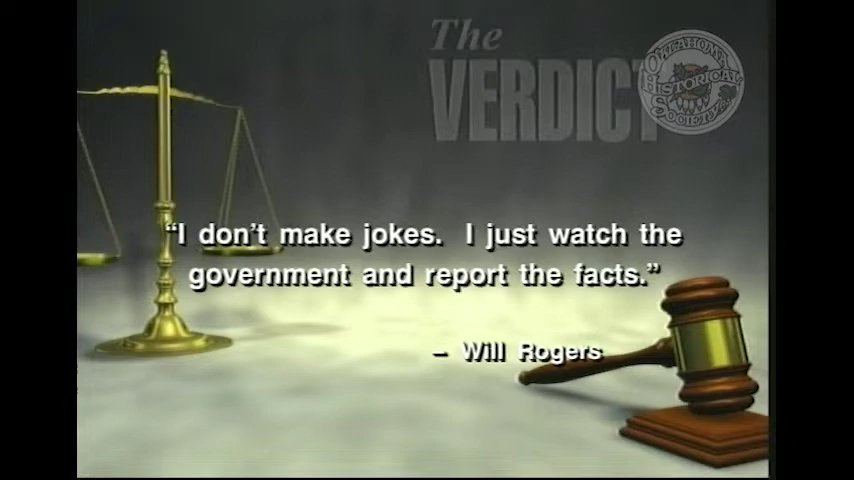 The
VERDICT
OKLAHOMA
HISTORICAL
SOCIETY
“I don’t make jokes.  I just watch the
government and report the facts.”
– Will Rogers